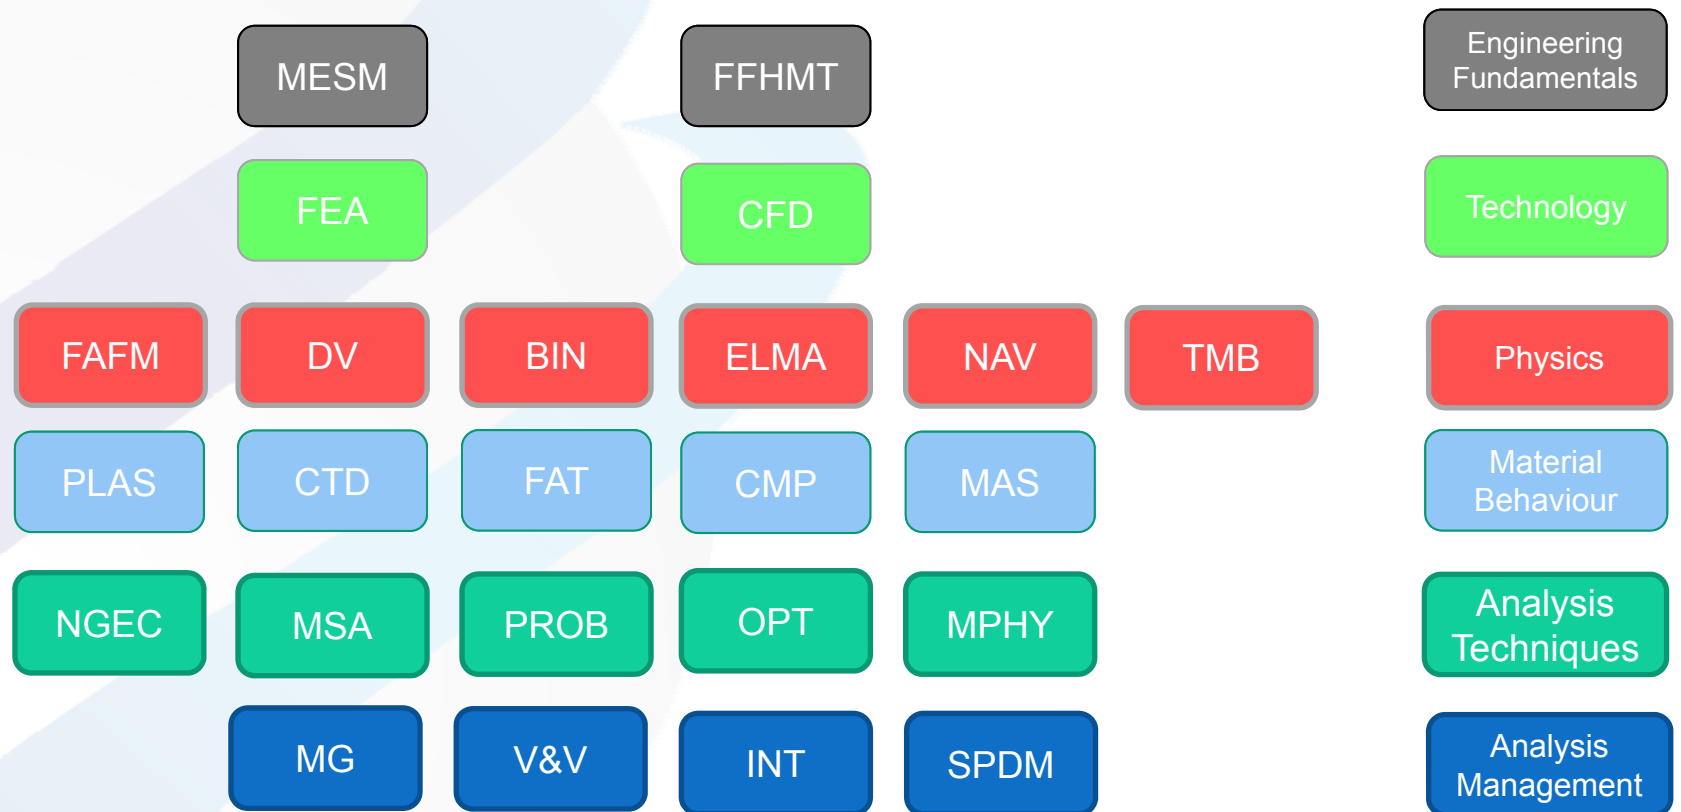 MESM FFHMT Engineering
Fundamentals
FEA CFD Technology
FAFM DV BIN ELMA NAV TMB Physics
PLAS CTD FAT CMP MAS Material
Behaviour
NGEC MSA PROB OPT MPHY Analysis
Techniques
MG V&V INT SPDM Analysis
Management